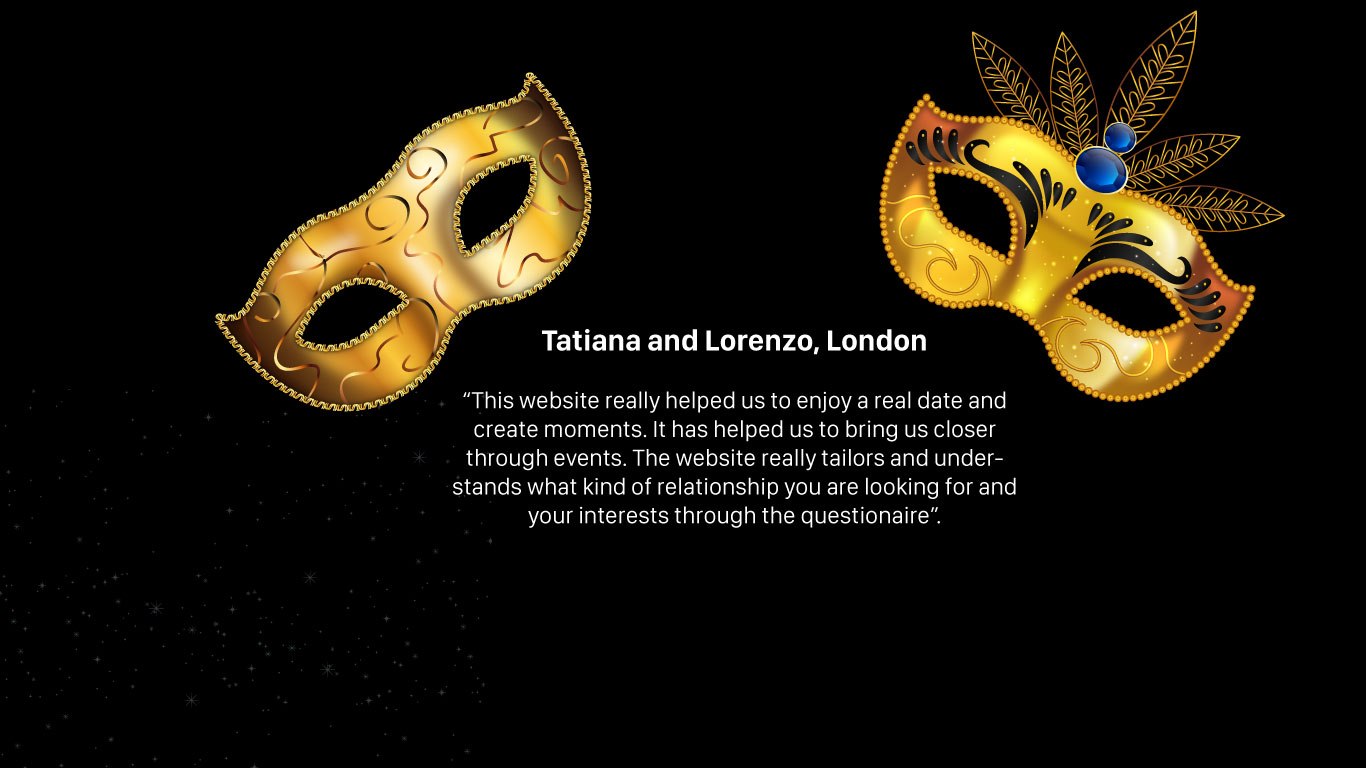 Tatiana and Lorenzo, London
“This website really helped us to enjoy a real date and
create moments. It has helped us to bring us closer
through events. The website really tailors and under-
stands what kind of relationship you are looking for and
your interests through the questionaire”.